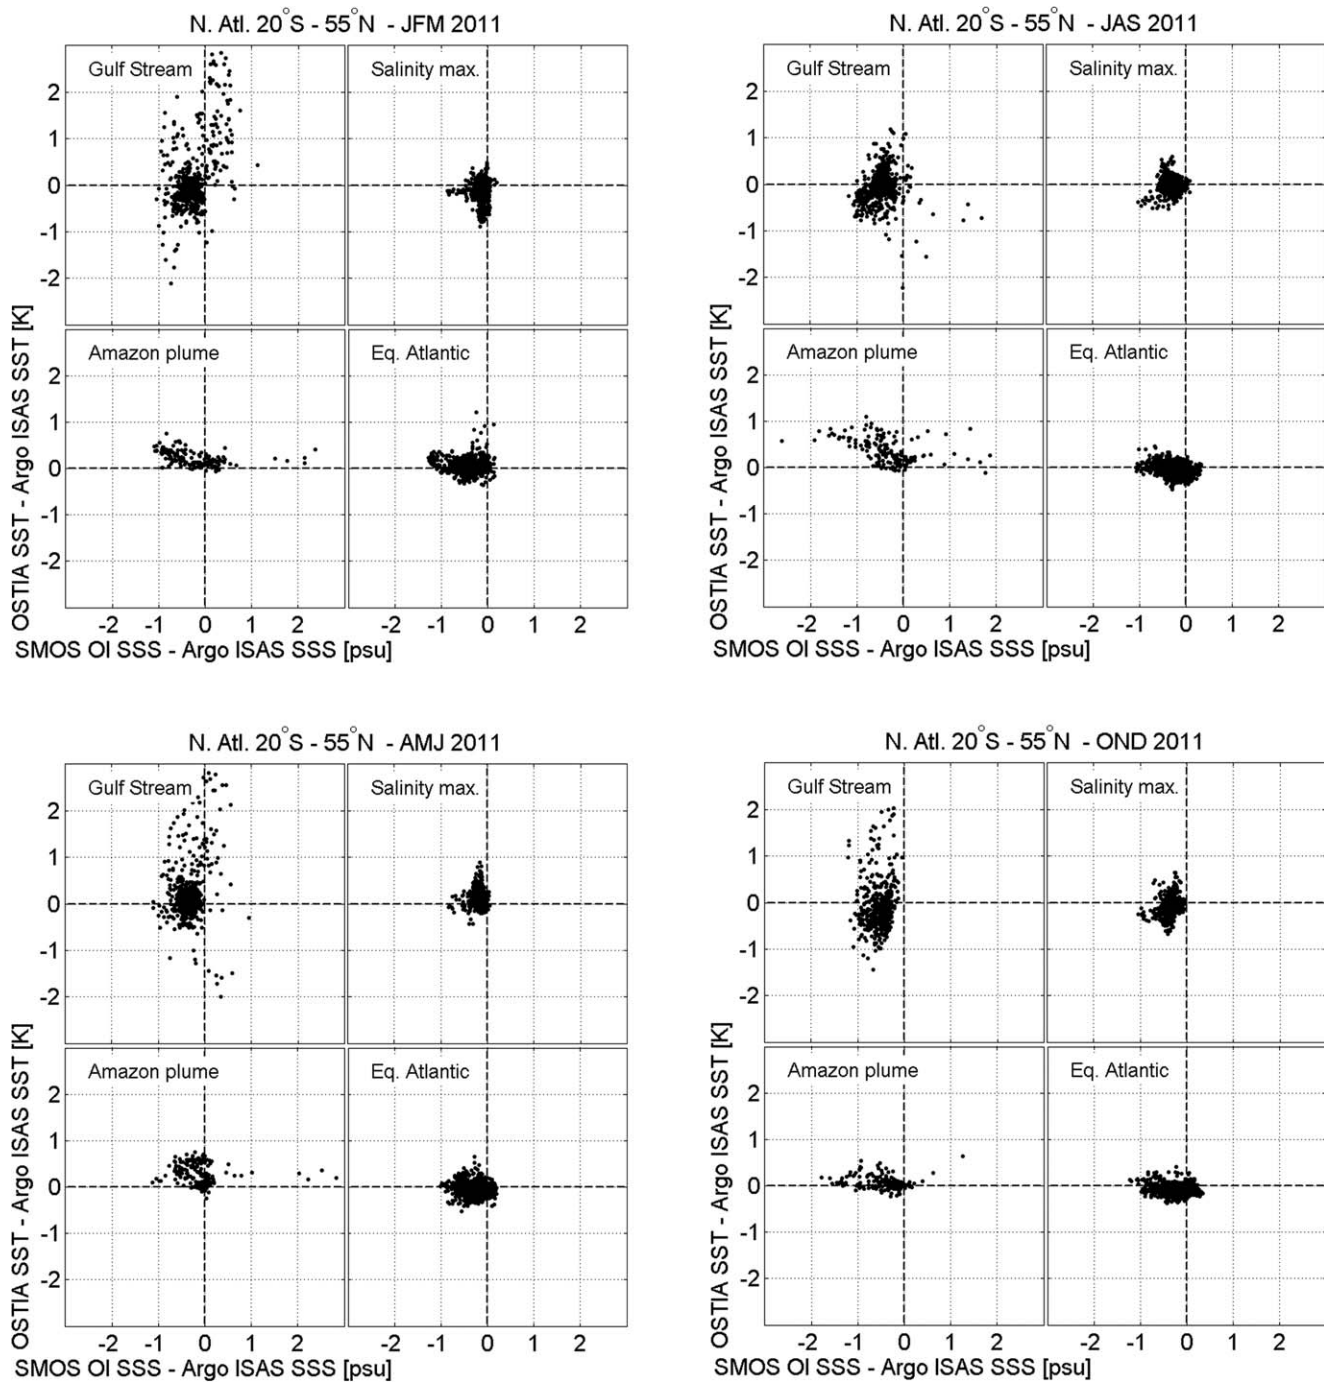 N. Atl. 20°S - 55°N - JFM 2011
Gulf Stream
Salinity max.
2
1
0
-1
-2
Amazon plume
Eq. Atlantic
2
1
0
-1
-2
-2 -1 0 1 2 -2 -1 0 1 2
OSTIA SST - Argo ISAS SST [K]
SMOS OI SSS - Argo ISAS SSS [psu]
N. Atl. 20°S - 55°N - JAS 2011
Gulf Stream
Salinity max.
2
1
0
-1
-2
Amazon plume
Eq. Atlantic
2
1
0
-1
-2
-2 -1 0 1 2 -2 -1 0 1 2
OSTIA SST - Argo ISAS SST [K]
SMOS OI SSS - Argo ISAS SSS [psu]
N. Atl. 20°S - 55°N - AMJ 2011
Gulf Stream
Salinity max.
2
1
0
-1
-2
Amazon plume
Eq. Atlantic
2
1
0
-1
-2
-2 -1 0 1 2 -2 -1 0 1 2
OSTIA SST - Argo ISAS SST [K]
SMOS OI SSS - Argo ISAS SSS [psu]
N. Atl. 20°S - 55°N - OND 2011
Gulf Stream
Salinity max.
2
1
0
-1
-2
Amazon plume
Eq. Atlantic
2
1
0
-1
-2
-2 -1 0 1 2 -2 -1 0 1 2
OSTIA SST - Argo ISAS SST [K]
SMOS OI SSS - Argo ISAS SSS [psu]